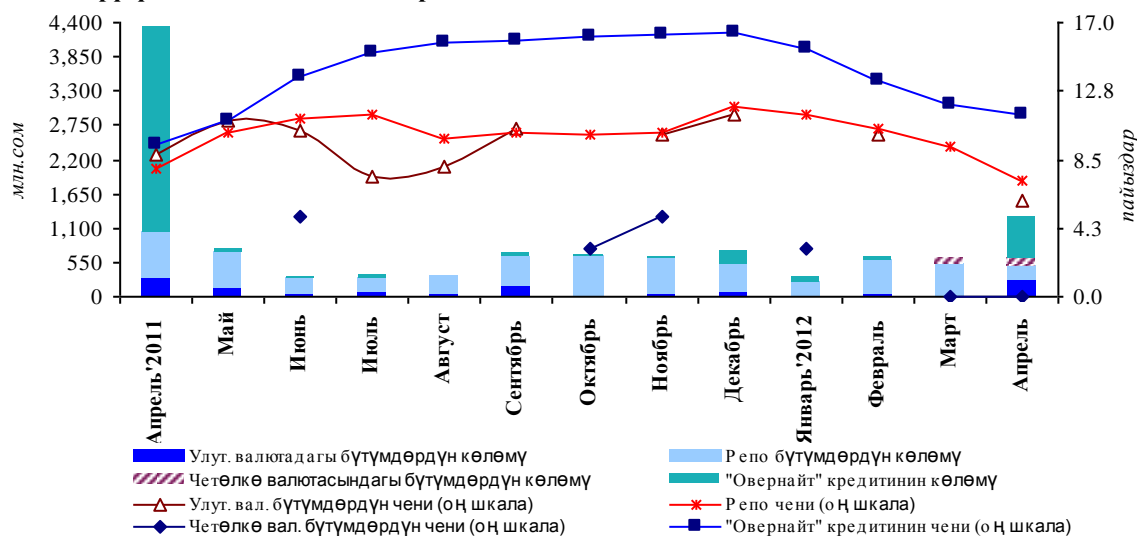 4,400
3,850
3,300
2,750
2,200
1,650
1,100
550
0
млн.сом
17.0
12.8
8.5
4.3
0.0
пайыздар
Апрель'2011
Май
Июнь
Июль
Август
Сентябрь
Октябрь
Ноябрь
Декабрь
Январь'2012
Февраль
Март
Апрель
Улут. валютадагы бүтүмдөрдүн көлөмү
Репо бүтүмдөрдүн көлөмү
Чет өлкө валютасындагы бүтүмдөрдүн көлөмү
"Овернайт" кредитинин көлөмү
Улут. вал. бүтүмдөрдүн чени (оң шкала)
Репо чени (оң шкала)
Чет өлкө вал. бүтүмдөрдүн чени (оң шкала)
"Овернайт" кредитинин чени (оң шкала)